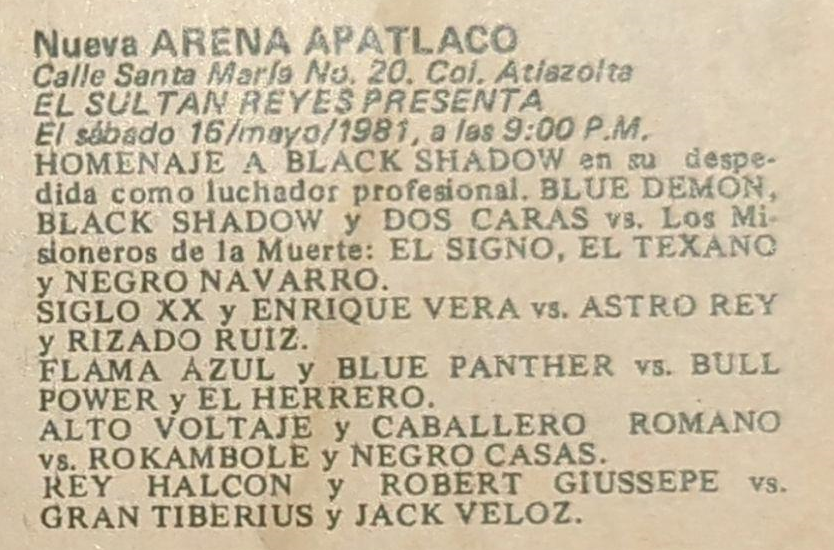 Nueva ARENA APATLACO
Calle Santa María No. 20. Col. Atlazolta
EL SULTAN REYES PRESENTA
El sábado 16/mayo/1981, a las 9:00 P.M.
HOMENAJE A BLACK SHADOW en su despe-
dida como luchador profesional. BLUE DEMON,
BLACK SHADOW y DOS CARAS vs. Los Mi-
sioneros de la Muerte: EL SIGNO, EL TEXANO
y NEGRO NAVARRO.
SIGLO XX y ENRIQUE VERA vs. ASTRO REY
y RIZADO RUIZ.
FLAMA AZUL y BLUE PANTHER vs. BULL
POWER y EL HERRERO.
ALTO VOLTAJE y CABALLERO ROMANO
vs. ROKAMBOLE y NEGRO CASAS.
REY HALCON y ROBERT GIUSSEPE vs.
GRAN TIBERIUS y JACK VELOZ.